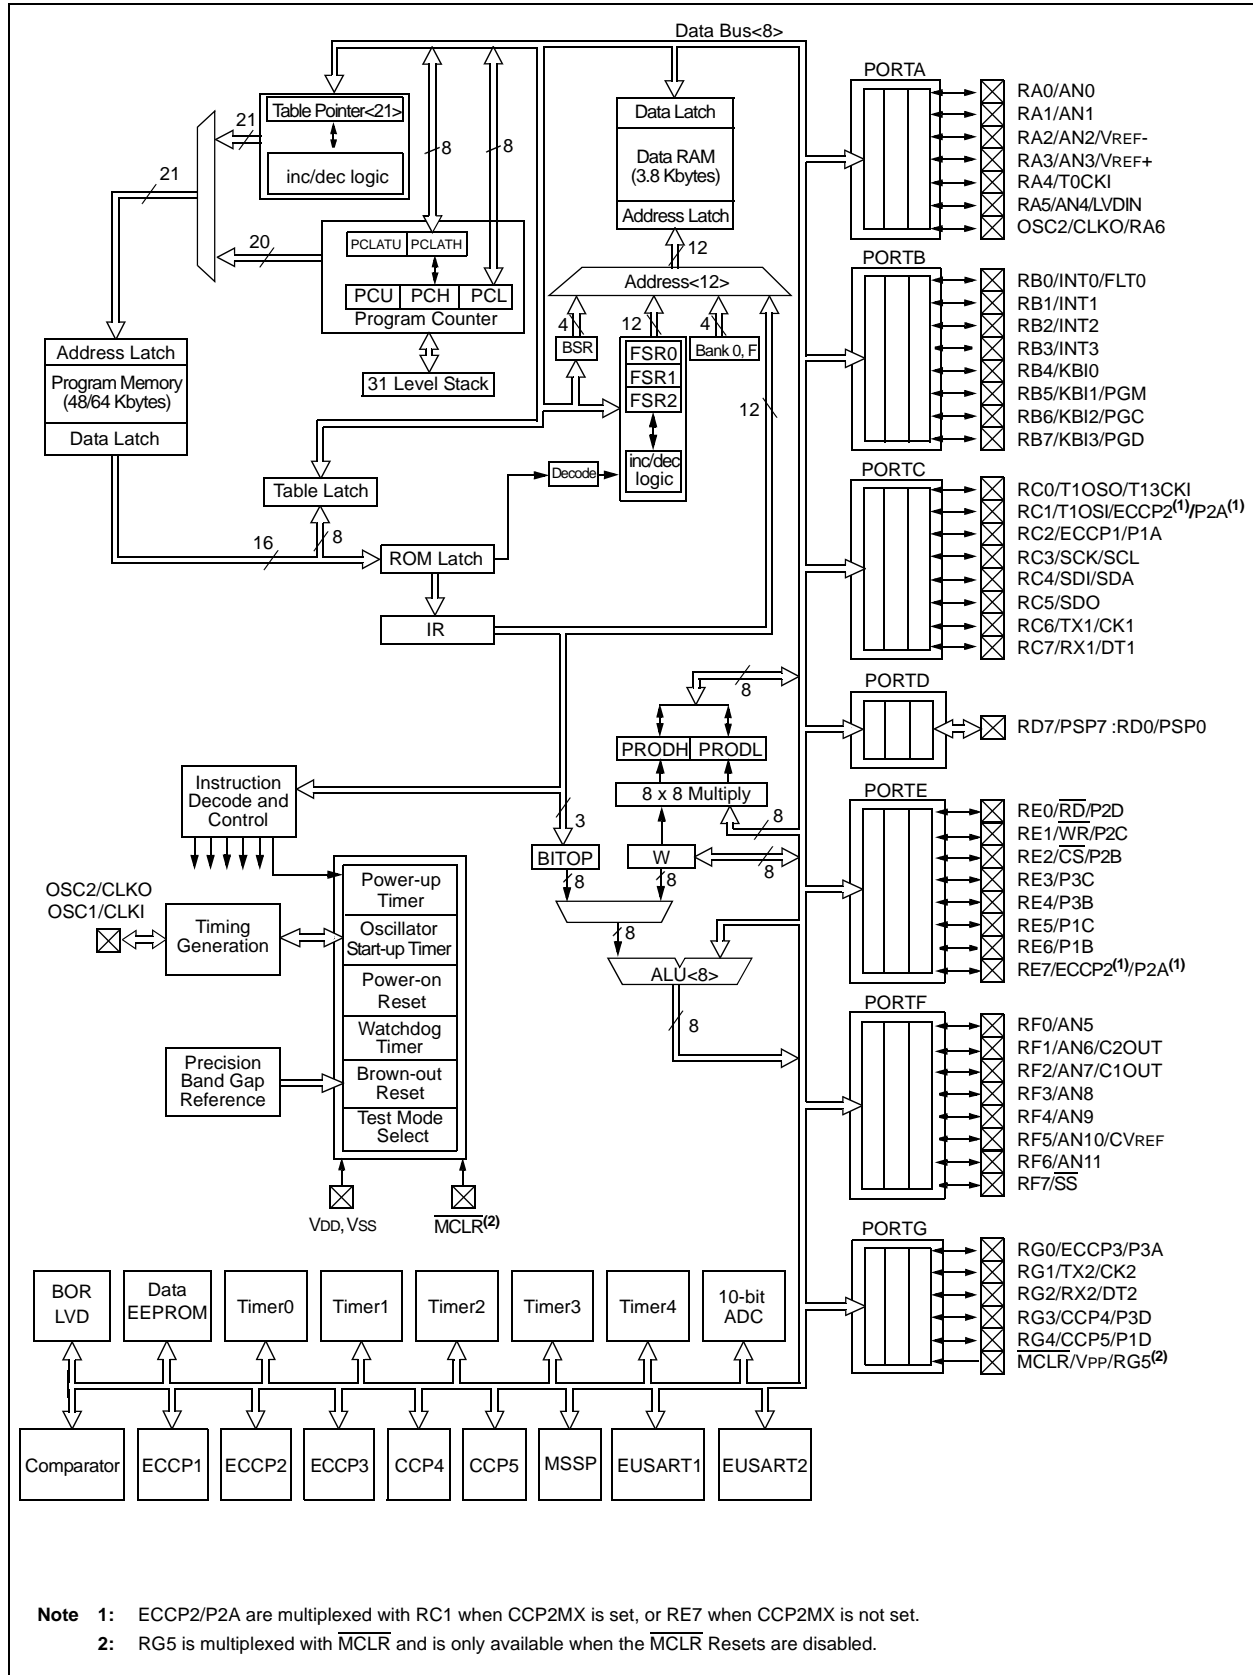 Data Bus<8>
Table Pointer<21>
inc/dec logic
21
21
20
8
8
PCLATU PCLATH
PCU PCH PCL
Program Counter
31 Level Stack
Address Latch
Program Memory
(48/64 Kbytes)
Data Latch
Data Latch
Data RAM
(3.8 Kbytes)
Address Latch
12
Address<12>
4
12
4
BSR
FSR0
FSR1
FSR2
inc/dec
logic
Bank 0, F
12
Decode
Table Latch
16
8
ROM Latch
IR
8
PRODH PRODL
8 x 8 Multiply
8
3
BITOP
W
8
8
8
8
ALU<8>
8
Instruction
Decode and
Control
OSC2/CLKO
OSC1/CLKI
Timing
Generation
Power-up
Timer
Oscillator
Start-up Timer
Power-on
Reset
Watchdog
Timer
Brown-out
Reset
Test Mode
Select
Precision
Band Gap
Reference
VDD, VSS
MCLR(2)
PORTA
RA0/AN0
RA1/AN1
RA2/AN2/VREF-
RA3/AN3/VREF+
RA4/T0CKI
RA5/AN4/LVDIN
OSC2/CLKO/RA6
PORTB
RB0/INT0/FLT0
RB1/INT1
RB2/INT2
RB3/INT3
RB4/KBI0
RB5/KBI1/PGM
RB6/KBI2/PGC
RB7/KBI3/PGD
PORTC
RC0/T1OSO/T13CKI
RC1/T1OSI/ECCP2(1)/P2A(1)
RC2/ECCP1/P1A
RC3/SCK/SCL
RC4/SDI/SDA
RC5/SDO
RC6/TX1/CK1
RC7/RX1/DT1
PORTD
RD7/PSP7 :RD0/PSP0
PORTE
RE0/RD/P2D
RE1/WR/P2C
RE2/CS/P2B
RE3/P3C
RE4/P3B
RE5/P1C
RE6/P1B
RE7/ECCP2(1)/P2A(1)
PORTF
RF0/AN5
RF1/AN6/C2OUT
RF2/AN7/C1OUT
RF3/AN8
RF4/AN9
RF5/AN10/CVREF
RF6/AN11
RF7/SS
PORTG
RG0/ECCP3/P3A
RG1/TX2/CK2
RG2/RX2/DT2
RG3/CCP4/P3D
RG4/CCP5/P1D
MCLR/VPP/RG5(2)
BOR
LVD
Data
EEPROM
Timer0
Timer1
Timer2
Timer3
Timer4
10-bit
ADC
Comparator
ECCP1
ECCP2
ECCP3
CCP4
CCP5
MSSP
EUSART1
EUSART2
Note 1: ECCP2/P2A are multiplexed with RC1 when CCP2MX is set, or RE7 when CCP2MX is not set.
2: RG5 is multiplexed with MCLR and is only available when the MCLR Resets are disabled.